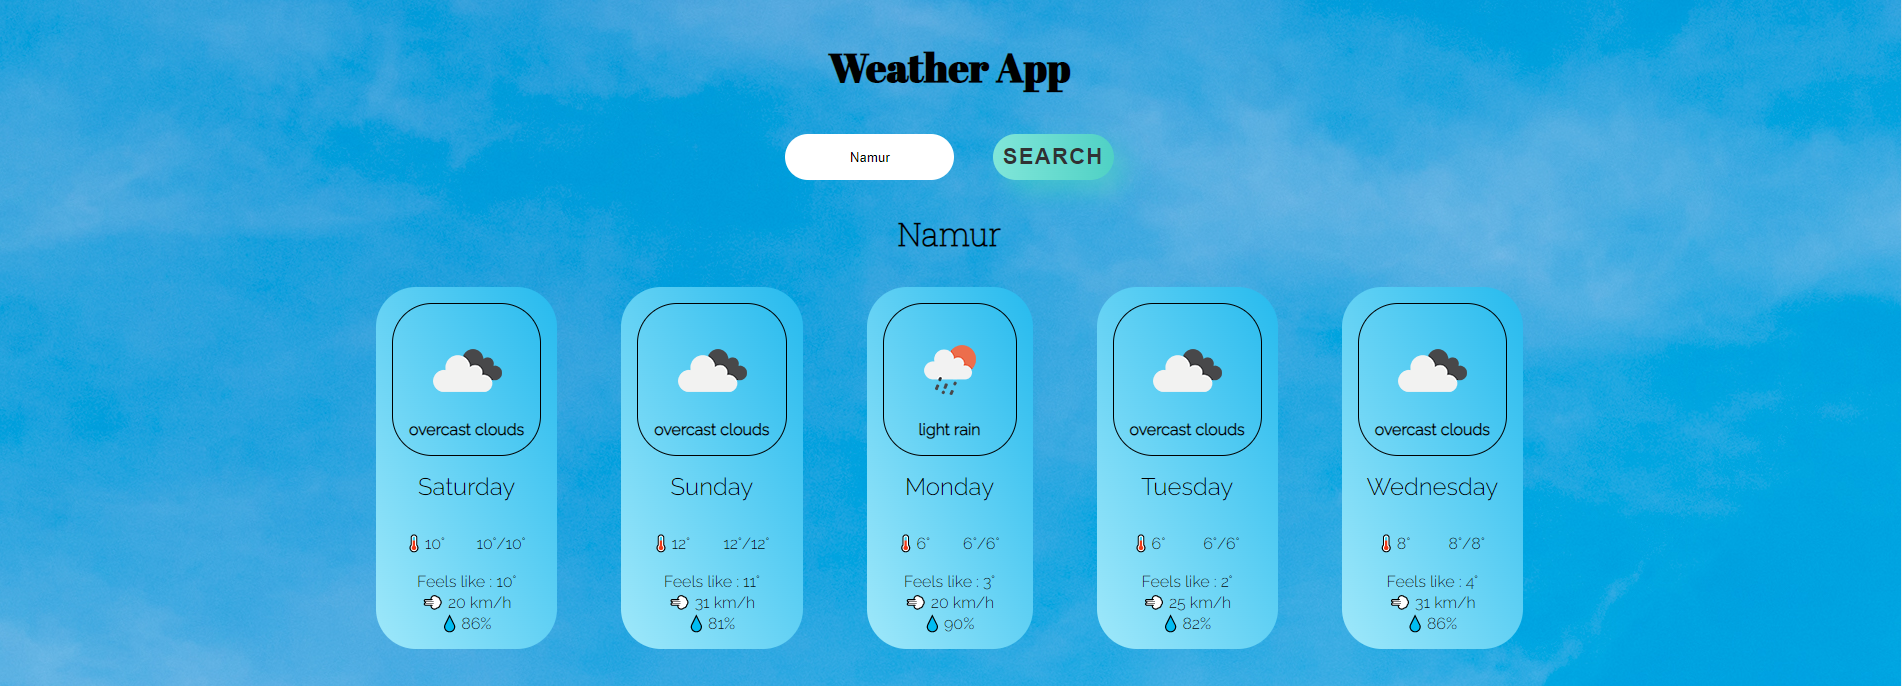 Weather App
Namur
SEARCH
Namur
overcast clouds
Saturday
10° 10°/10°
Feels like : 10°
20 km/h
86%
overcast clouds
Sunday
12° 12°/12°
Feels like : 11°
31 km/h
81%
light rain
Monday
6° 6°/6°
Feels like : 3°
20 km/h
90%
overcast clouds
Tuesday
6° 6°/6°
Feels like : 2°
25 km/h
82%
overcast clouds
Wednesday
8° 8°/8°
Feels like : 4°
31 km/h
86%